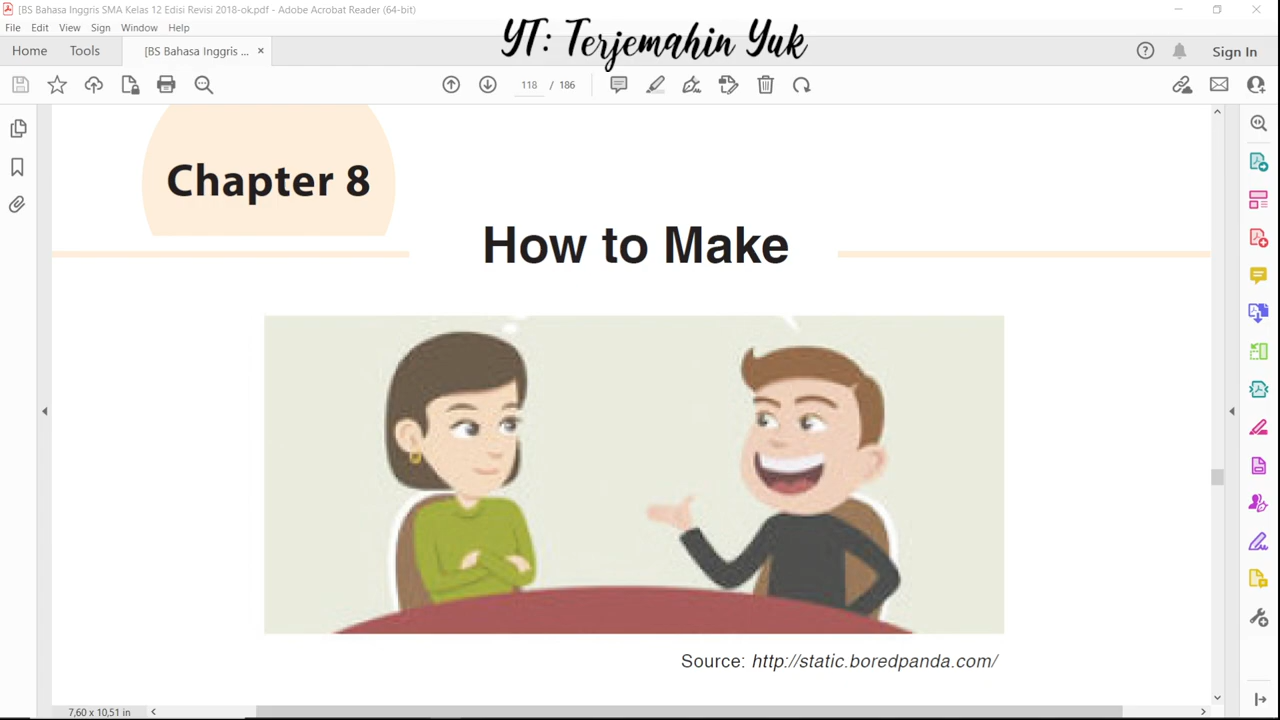 [BS Bahasa Inggris SMA Kelas 12 Edisi Revisi 2018-ok.pdf - Adobe Acrobat Reader (64-bit)
File Edit View Sign Window Help
YT: Terjemahin Yuk
Home Tools [BS Bahasa Inggris ... × Sign In
118 / 186
Chapter 8
How to Make
Source: http://static.boredpanda.com/
7,60 x 10,51 in